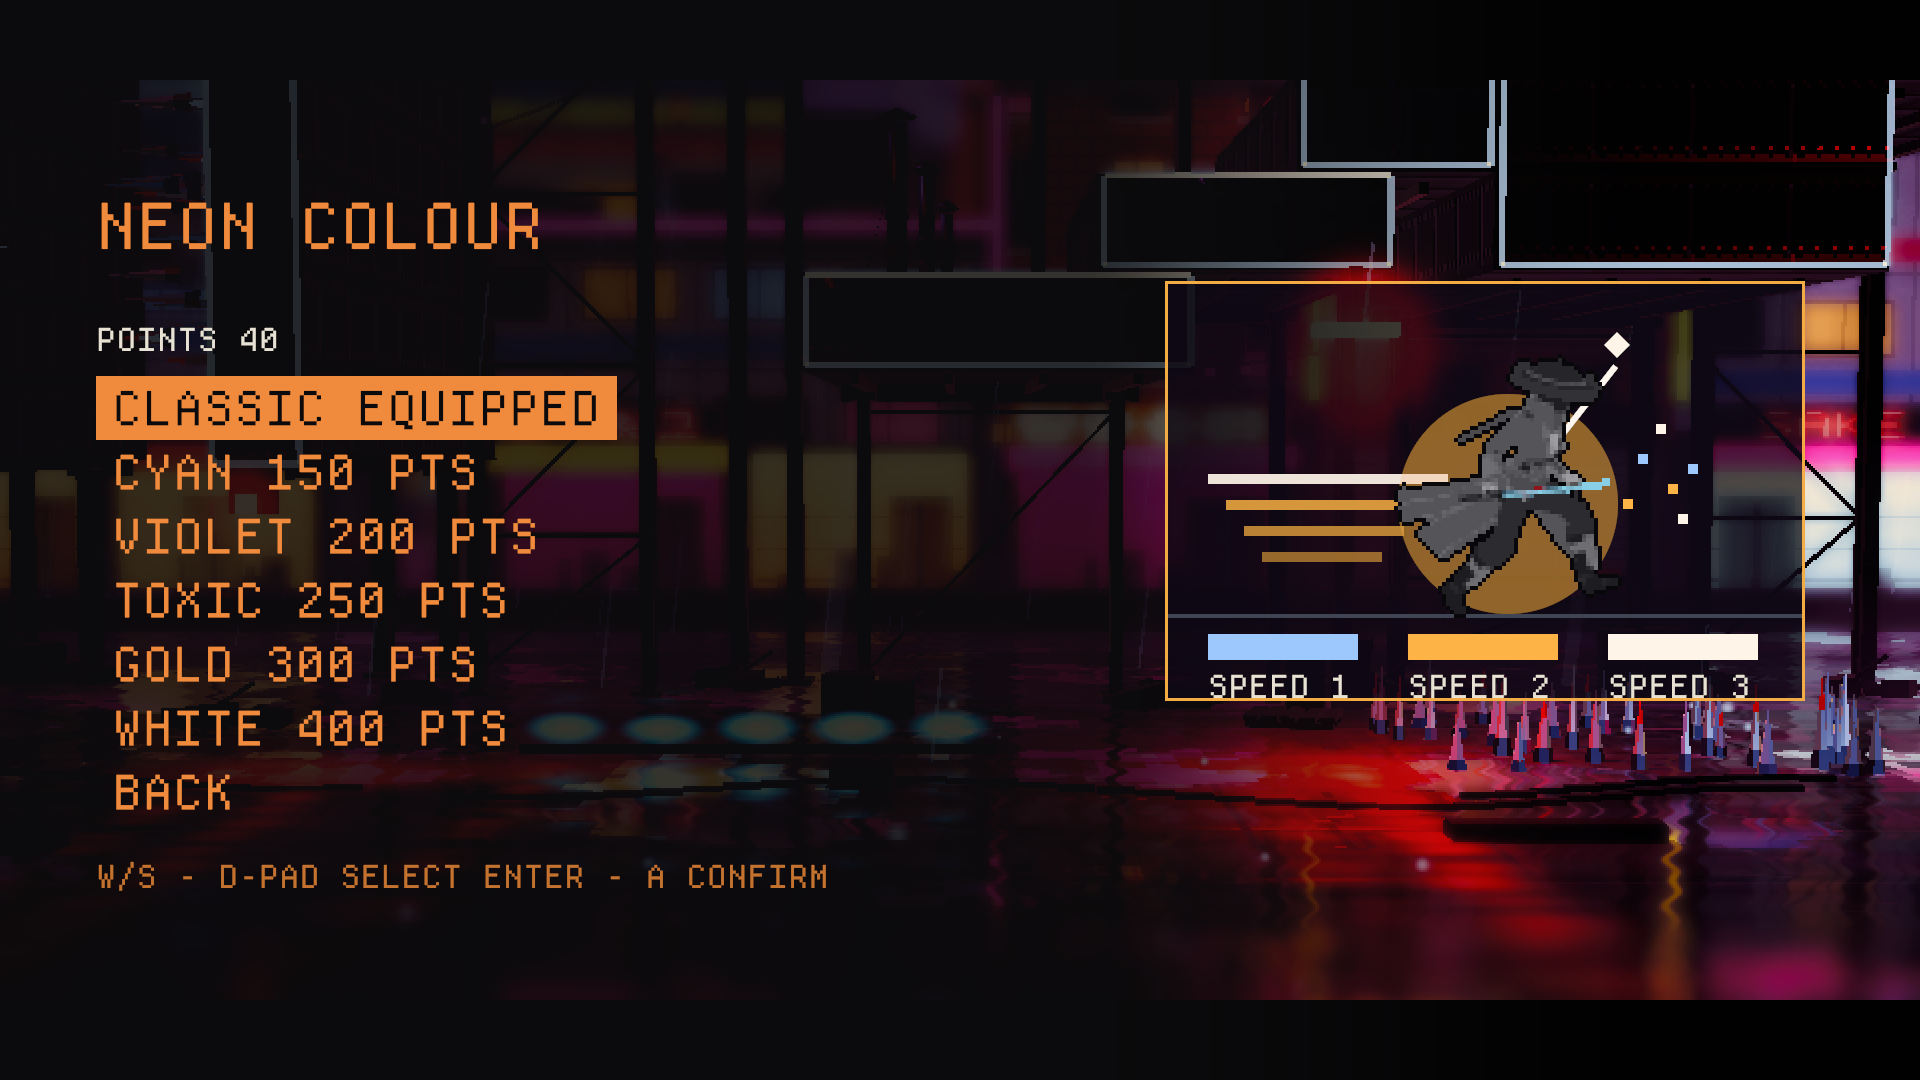 NEON COLOUR
POINTS 40
CLASSIC EQUIPPED
CYAN 150 PTS
VIOLET 200 PTS
TOXIC 250 PTS
GOLD 300 PTS
WHITE 400 PTS
BACK
W/S - D-PAD SELECT ENTER - A CONFIRM
SPEED 1 SPEED 2 SPEED 3